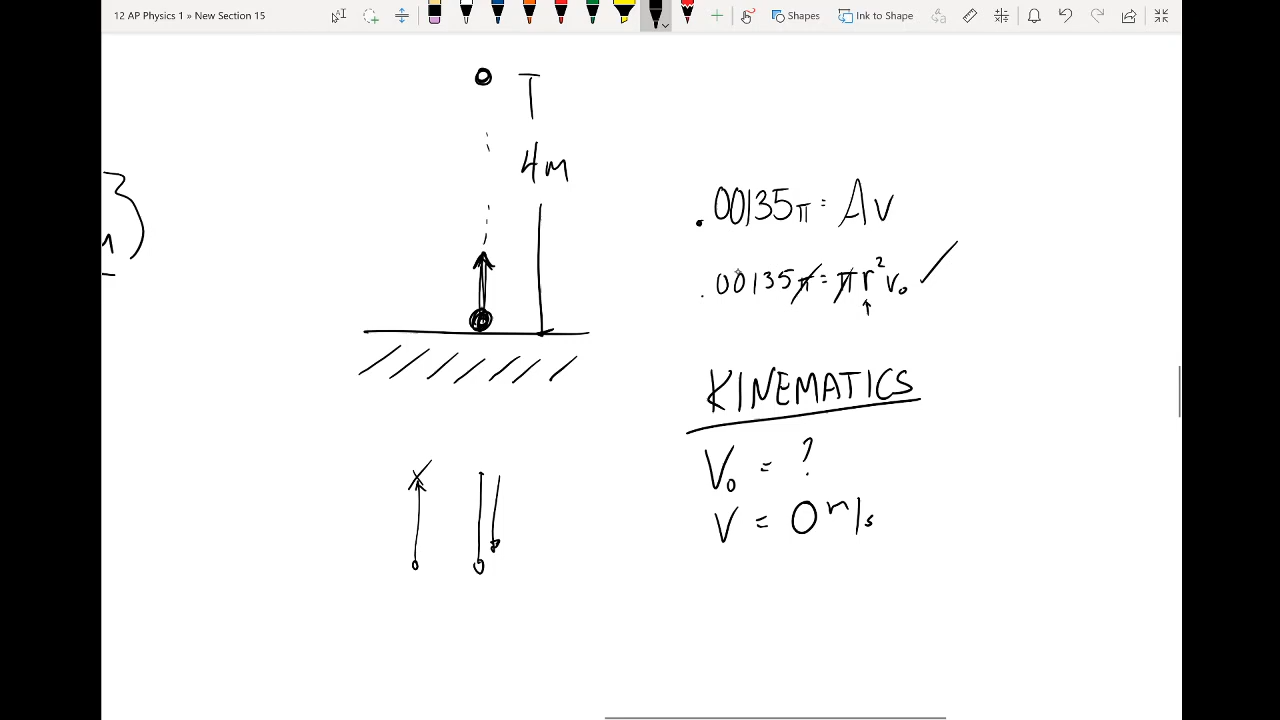 12 AP Physics 1 » New Section 15
Shapes
Ink to Shape
4m
.00135π = Av
.00135π = πr²v₀
KINEMATICS
V₀ = ?
V = 0 m/s